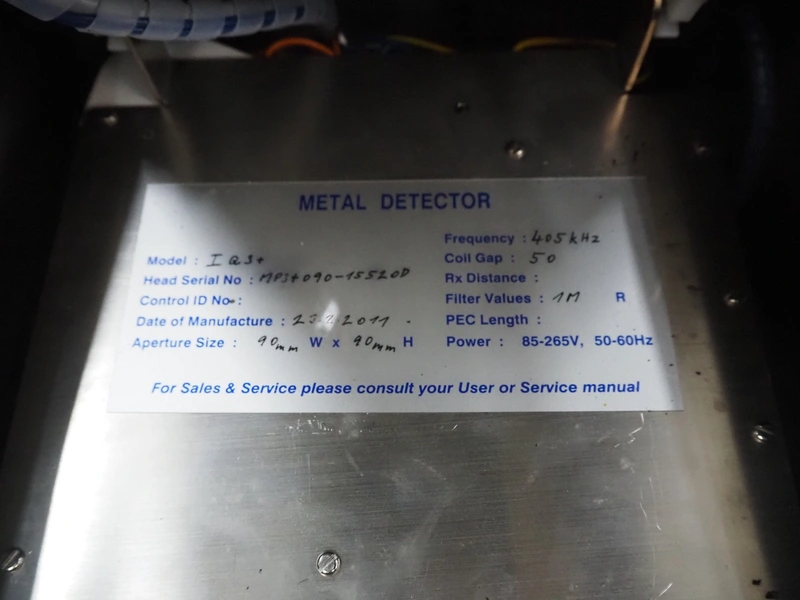 METAL DETECTOR
Model : IQ3+
Head Serial No : MP3+090-15520D
Control ID No :
Date of Manufacture : 2011
Aperture Size : 90mm W x 90mm H
Frequency : 405kHz
Coil Gap : 50
Rx Distance :
Filter Values : 1M R
PEC Length :
Power : 85-265V, 50-60Hz
For Sales & Service please consult your User or Service manual